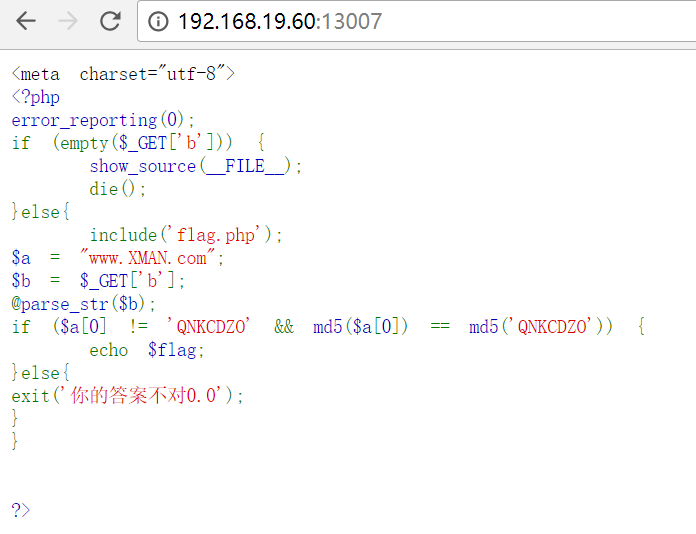 192.168.19.60:13007
<meta charset="utf-8">
<?php
error_reporting(0);
if (empty($_GET['b'])) {
show_source(__FILE__);
die();
}else{
include('flag.php');
$a = "www.XMAN.com";
$b = $_GET['b'];
@parse_str($b);
if ($a[0] != 'QNKCDZO' && md5($a[0]) == md5('QNKCDZO')) {
echo $flag;
}else{
exit('你的答案不对0.0');
}
}
?>